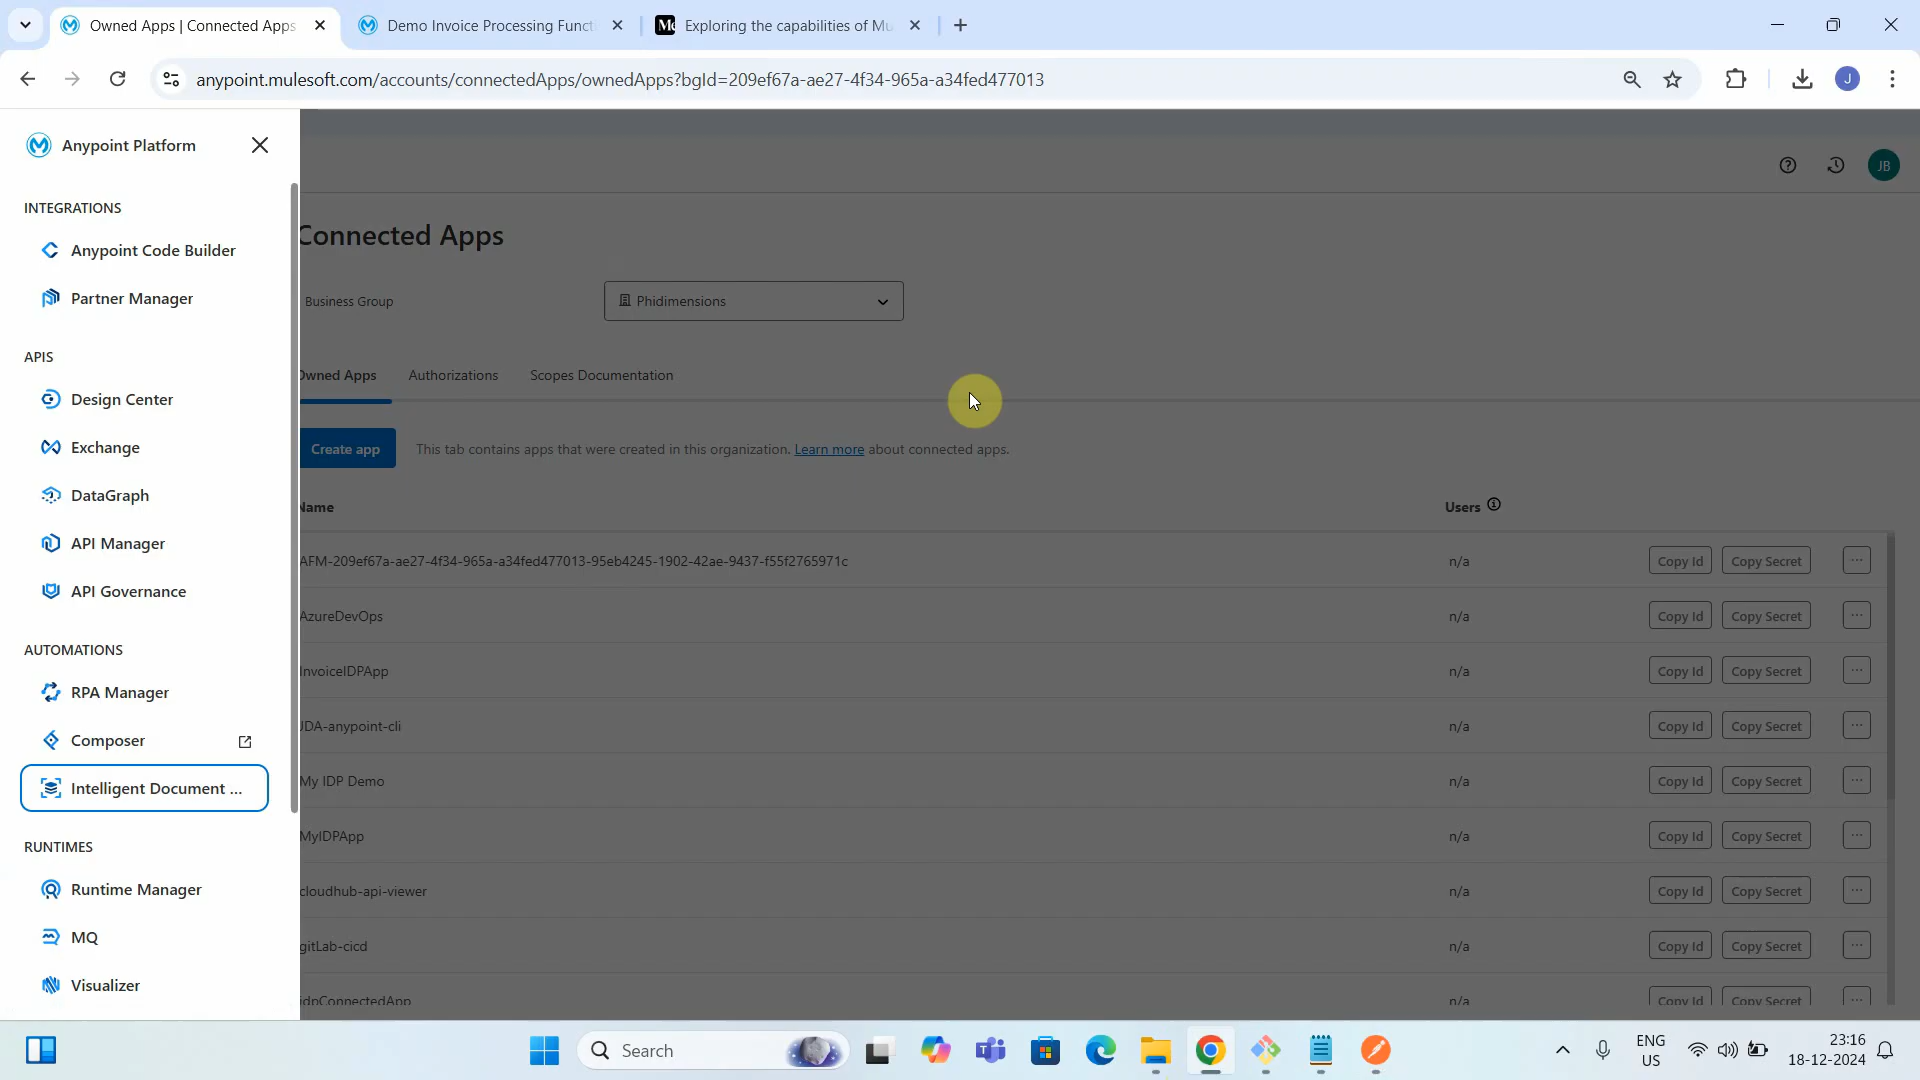 Owned Apps | Connected Apps
Demo Invoice Processing Funct
Exploring the capabilities of Mu
anypoint.mulesoft.com/accounts/connectedApps/ownedApps?bgId=209ef67a-ae27-4f34-965a-a34fed477013
J
Anypoint Platform
JB
INTEGRATIONS
Anypoint Code Builder
Partner Manager
APIS
Design Center
Exchange
DataGraph
API Manager
API Governance
AUTOMATIONS
RPA Manager
Composer
Intelligent Document ...
RUNTIMES
Runtime Manager
MQ
Visualizer
Connected Apps
Business Group
Phidimensions
Owned Apps
Authorizations
Scopes Documentation
Create app
This tab contains apps that were created in this organization. Learn more about connected apps.
Name
Users
AFM-209ef67a-ae27-4f34-965a-a34fed477013-95eb4245-1902-42ae-9437-f55f2765971c
n/a
Copy Id
Copy Secret
AzureDevOps
n/a
Copy Id
Copy Secret
InvoiceIDPApp
n/a
Copy Id
Copy Secret
JDA-anypoint-cli
n/a
Copy Id
Copy Secret
My IDP Demo
n/a
Copy Id
Copy Secret
MyIDPApp
n/a
Copy Id
Copy Secret
cloudhub-api-viewer
n/a
Copy Id
Copy Secret
gitLab-cicd
n/a
Copy Id
Copy Secret
idpConnectedApp
n/a
Copy Id
Copy Secret
Search
ENG
US
23:16
18-12-2024